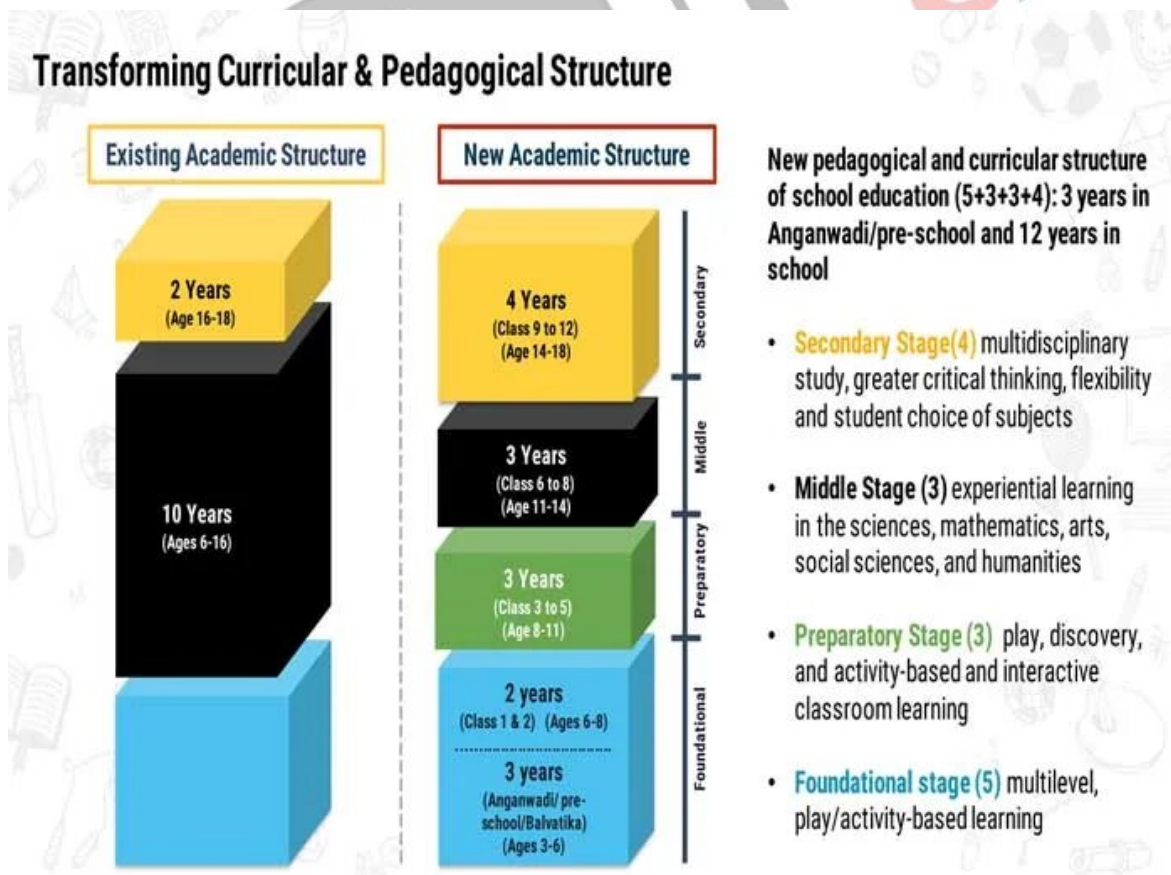 Transforming Curricular & Pedagogical Structure
Existing Academic Structure
2 Years
(Age 16-18)
10 Years
(Ages 6-16)
New Academic Structure
4 Years
(Class 9 to 12)
(Age 14-18)
Secondary
3 Years
(Class 6 to 8)
(Age 11-14)
Middle
3 Years
(Class 3 to 5)
(Age 8-11)
Preparatory
2 years
(Class 1 & 2) (Ages 6-8)
3 years
(Anganwadi/ pre-
school/Balvatika)
(Ages 3-6)
Foundational
New pedagogical and curricular structure
of school education (5+3+3+4): 3 years in
Anganwadi/pre-school and 12 years in
school
• Secondary Stage(4) multidisciplinary
study, greater critical thinking, flexibility
and student choice of subjects
• Middle Stage (3) experiential learning
in the sciences, mathematics, arts,
social sciences, and humanities
• Preparatory Stage (3) play, discovery,
and activity-based and interactive
classroom learning
• Foundational stage (5) multilevel,
play/activity-based learning